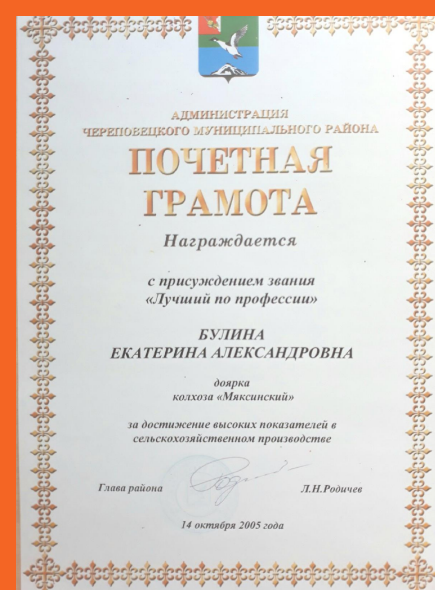 АДМИНИСТРАЦИЯ
ЧЕРЕПОВЕЦКОГО МУНИЦИПАЛЬНОГО РАЙОНА
ПОЧЕТНАЯ
ГРАМОТА
Награждается
с присуждением звания
«Лучший по профессии»
БУЛИНА
ЕКАТЕРИНА АЛЕКСАНДРОВНА
доярка
колхоза «Мяксинский»
за достижение высоких показателей в
сельскохозяйственном производстве
Глава района Л.Н.Родичев
14 октября 2005 года